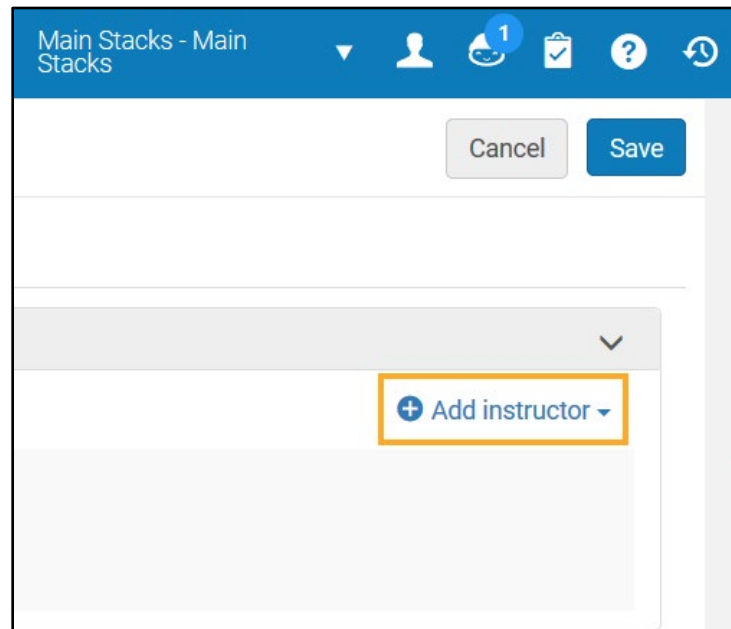 Main Stacks - Main
Stacks
1
?
Cancel
Save
Add instructor